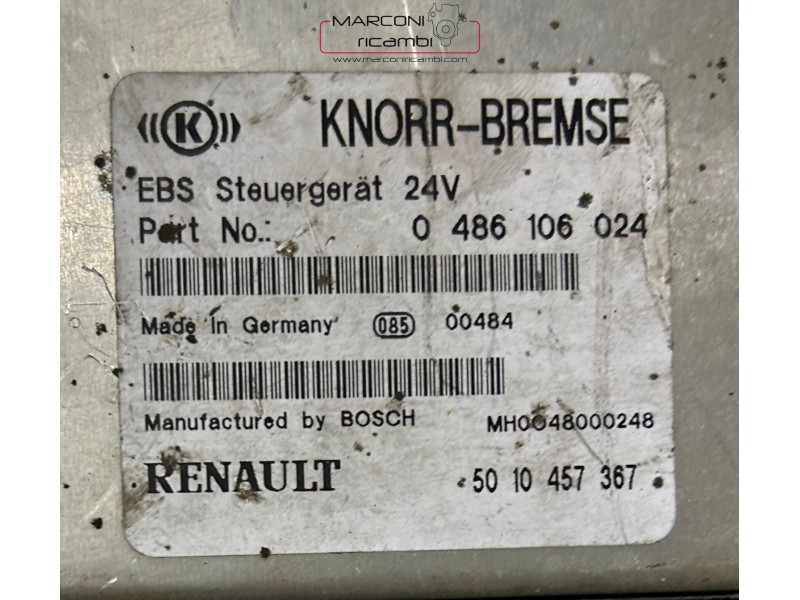 MARCONI
ricambi
www.marconiricambi.com
((K)) KNORR-BREMSE
EBS Steuergerät 24V
Part No.: 0 486 106 024
Made in Germany 085 00484
Manufactured by BOSCH MH0048000248
RENAULT 50 10 457 367